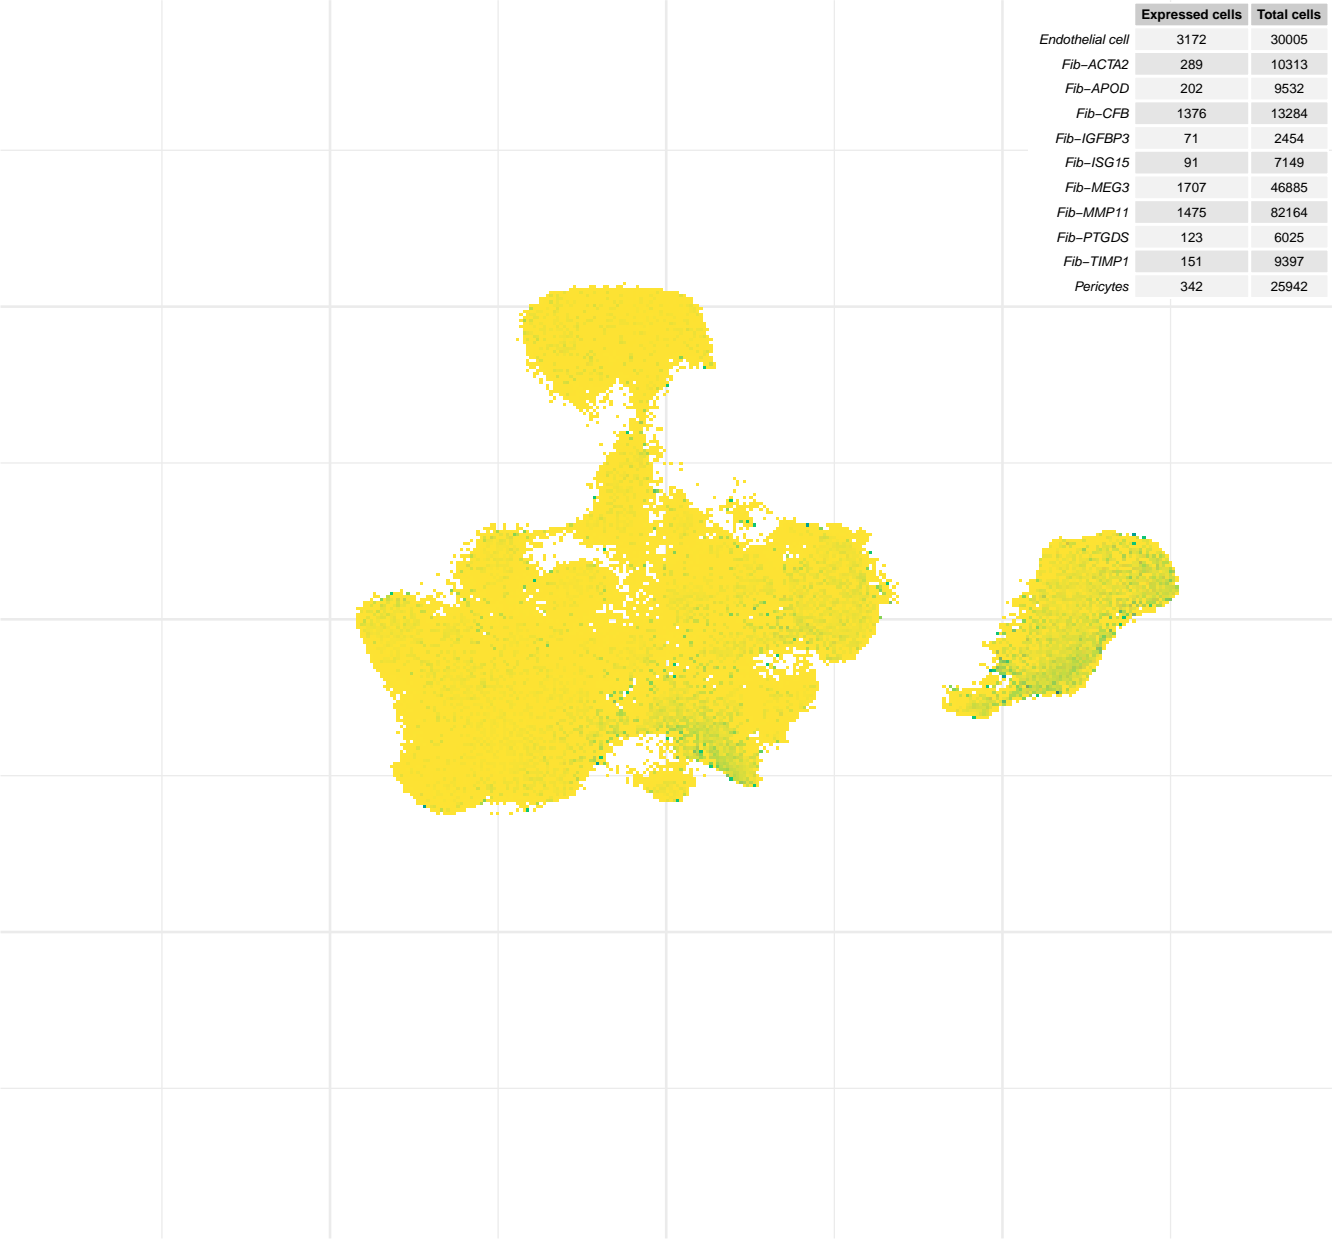 Expressed cells Total cells
Endothelial cell 3172 30005
Fib−ACTA2 289 10313
Fib−APOD 202 9532
Fib−CFB 1376 13284
Fib−IGFBP3 71 2454
Fib−ISG15 91 7149
Fib−MEG3 1707 46885
Fib−MMP11 1475 82164
Fib−PTGDS 123 6025
Fib−TIMP1 151 9397
Pericytes 342 25942